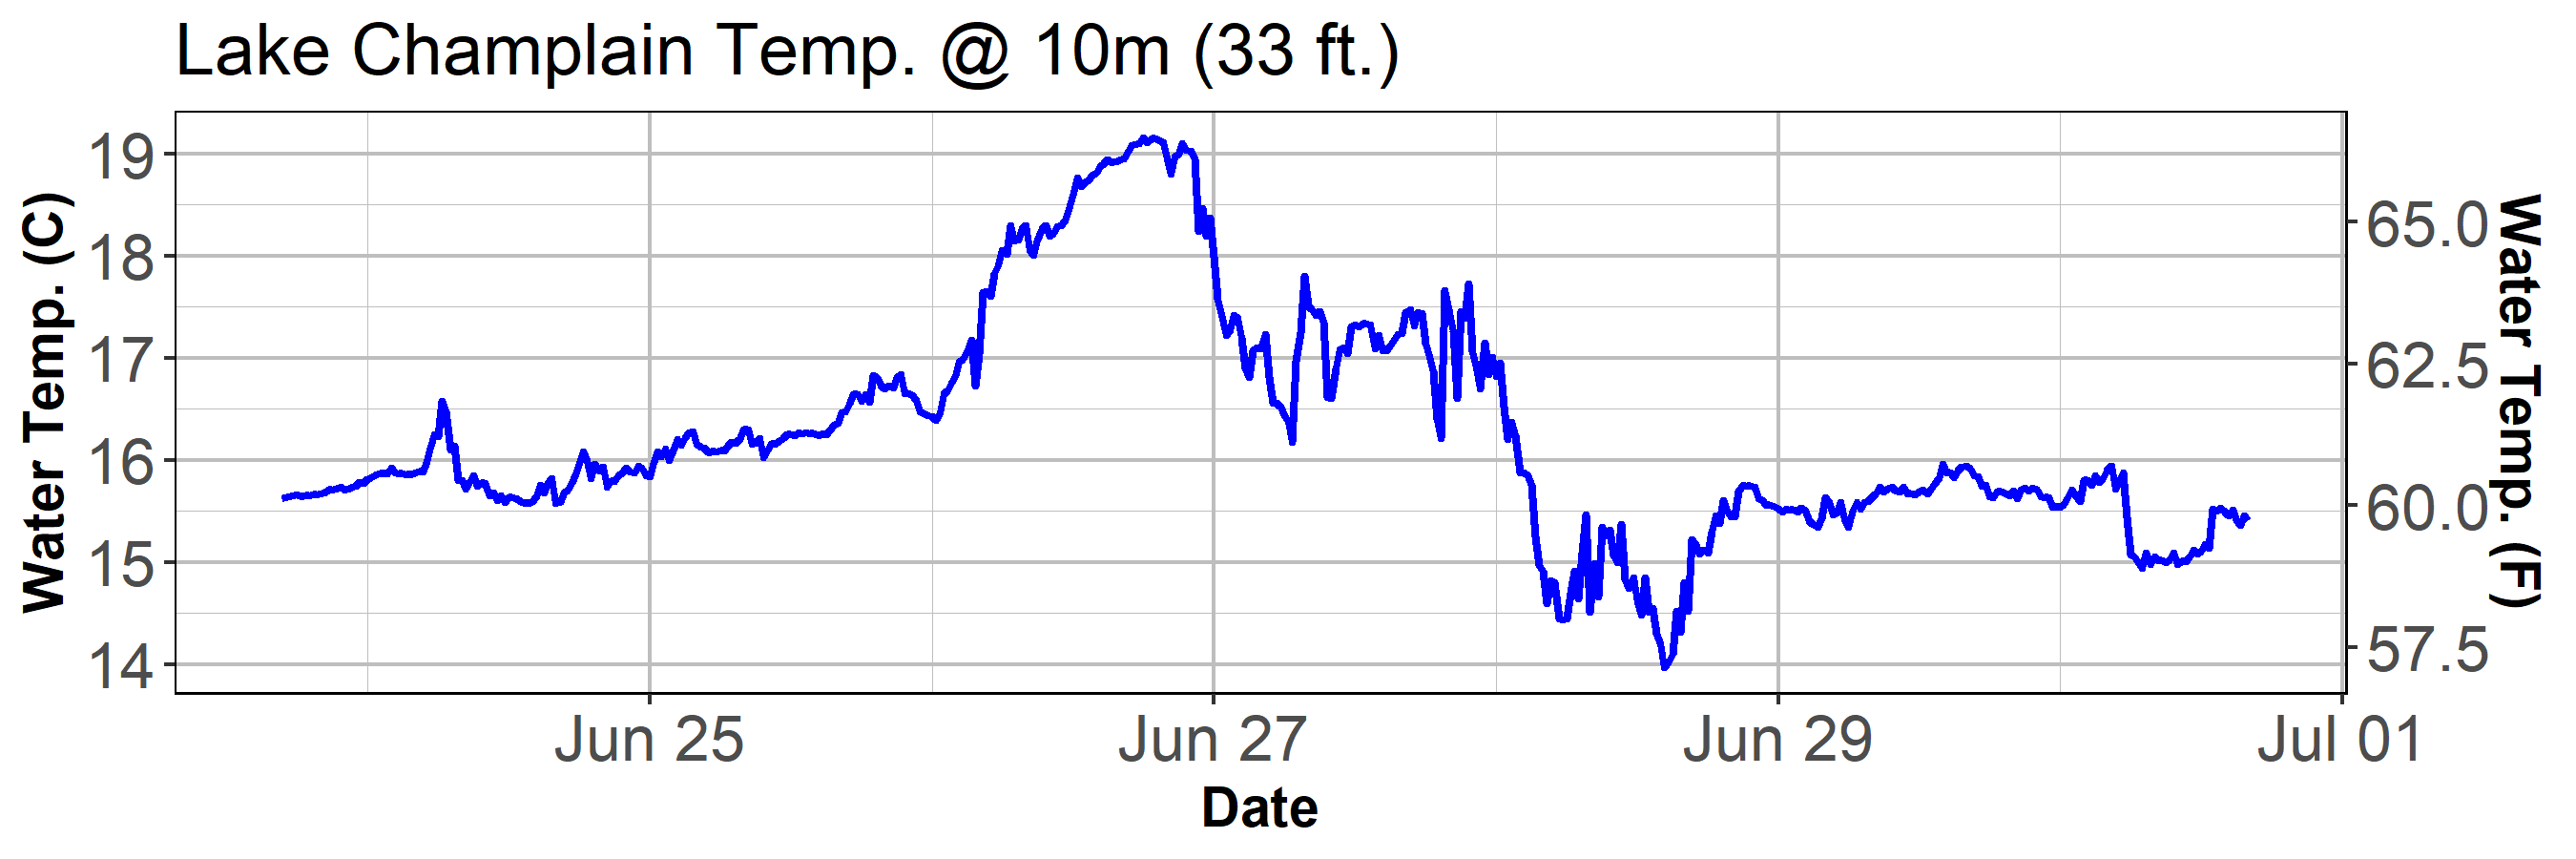 Lake Champlain Temp. @ 10m (33 ft.)
Water Temp. (C)
19
18
17
16
15
14
65.0
62.5
60.0
57.5
Water Temp. (F)
Jun 25 Jun 27 Jun 29 Jul 01
Date